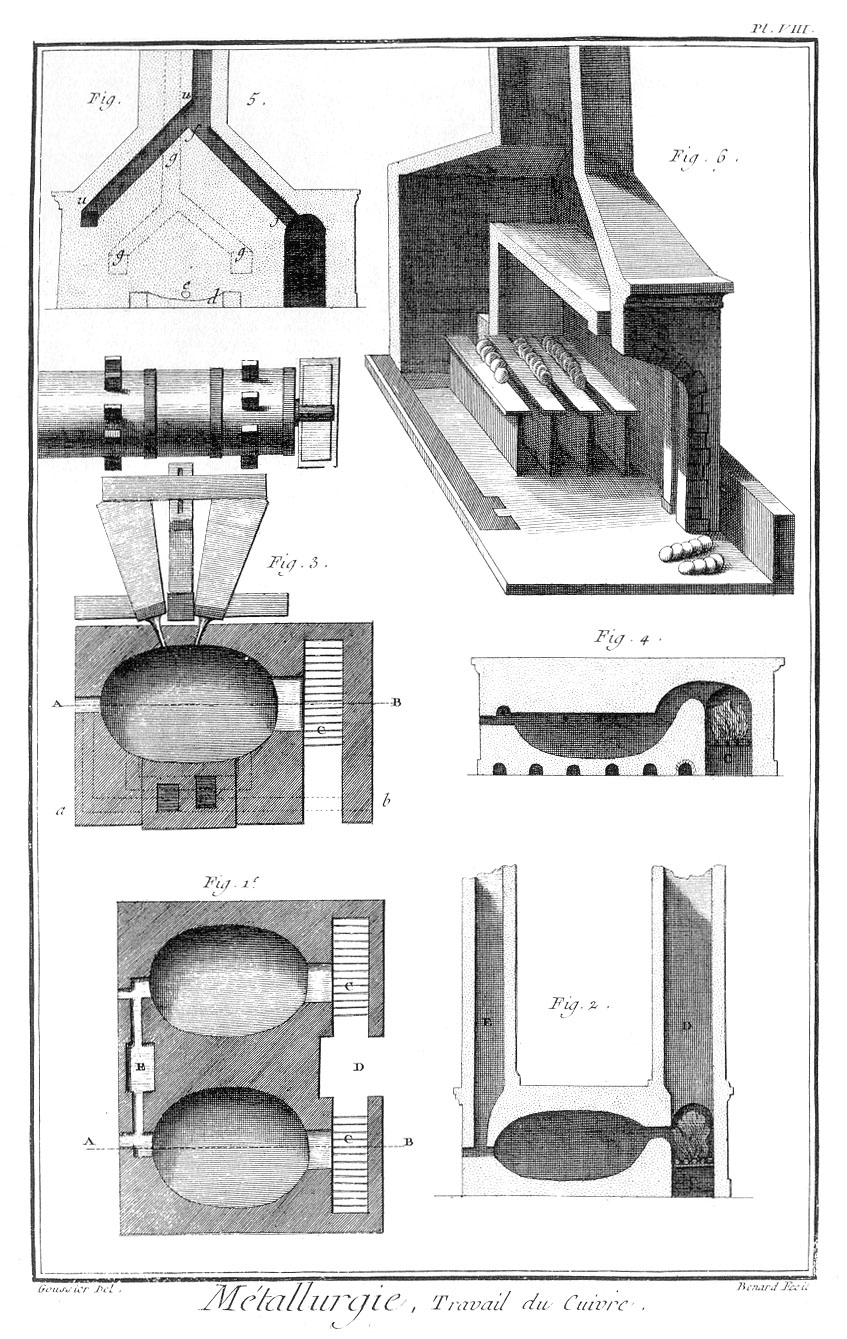 Pl. VIII.
Fig. 5.
u
f
g
u
f
g
g
e
d
Fig. 6.
Fig. 3.
A
B
C
a
b
Fig. 4.
C
Fig. 1.e
C
E
D
A
C
B
Fig. 2.
E
D
Goussier Del.
Benard Fecit
Métallurgie, Travail du Cuivre.